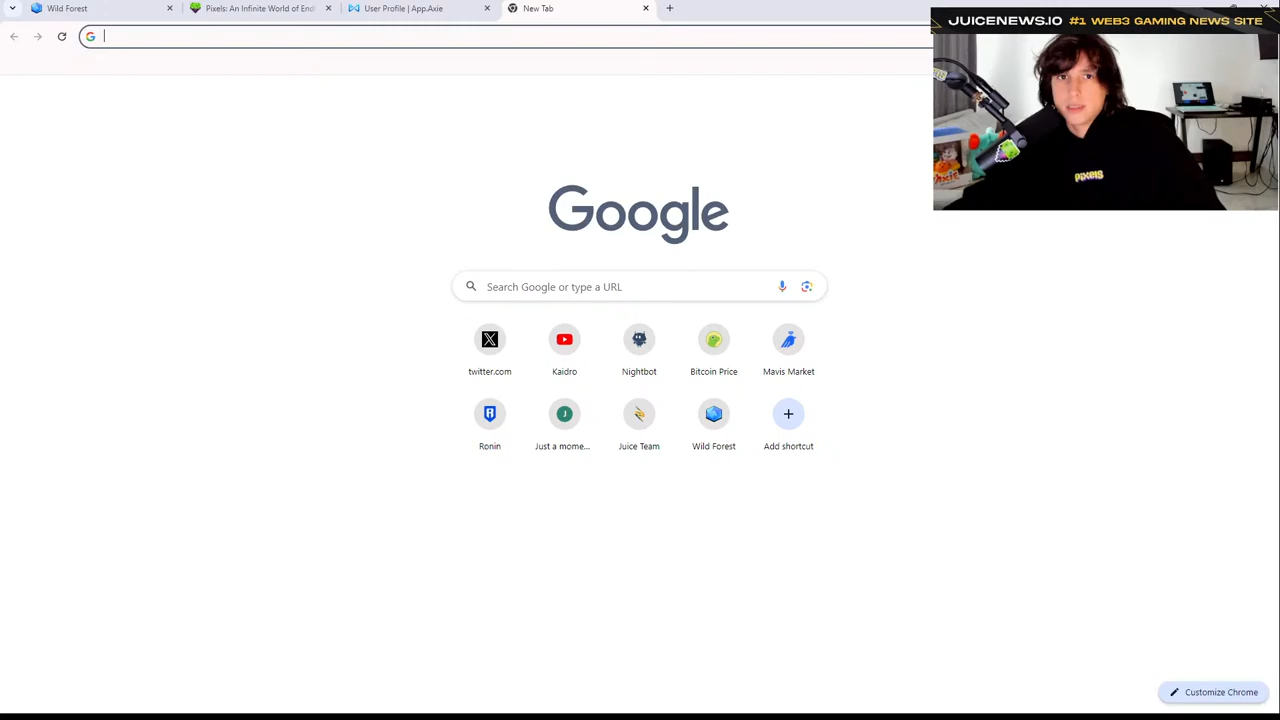 Wild Forest
Pixels: An Infinite World of End
User Profile | App.Axie
New Tab
JUICENEWS.IO #1 WEB3 GAMING NEWS SITE
pixels
Google
Search Google or type a URL
twitter.com
Kaidro
Nightbot
Bitcoin Price
Mavis Market
Ronin
Just a mome...
Juice Team
Wild Forest
Add shortcut
Customize Chrome